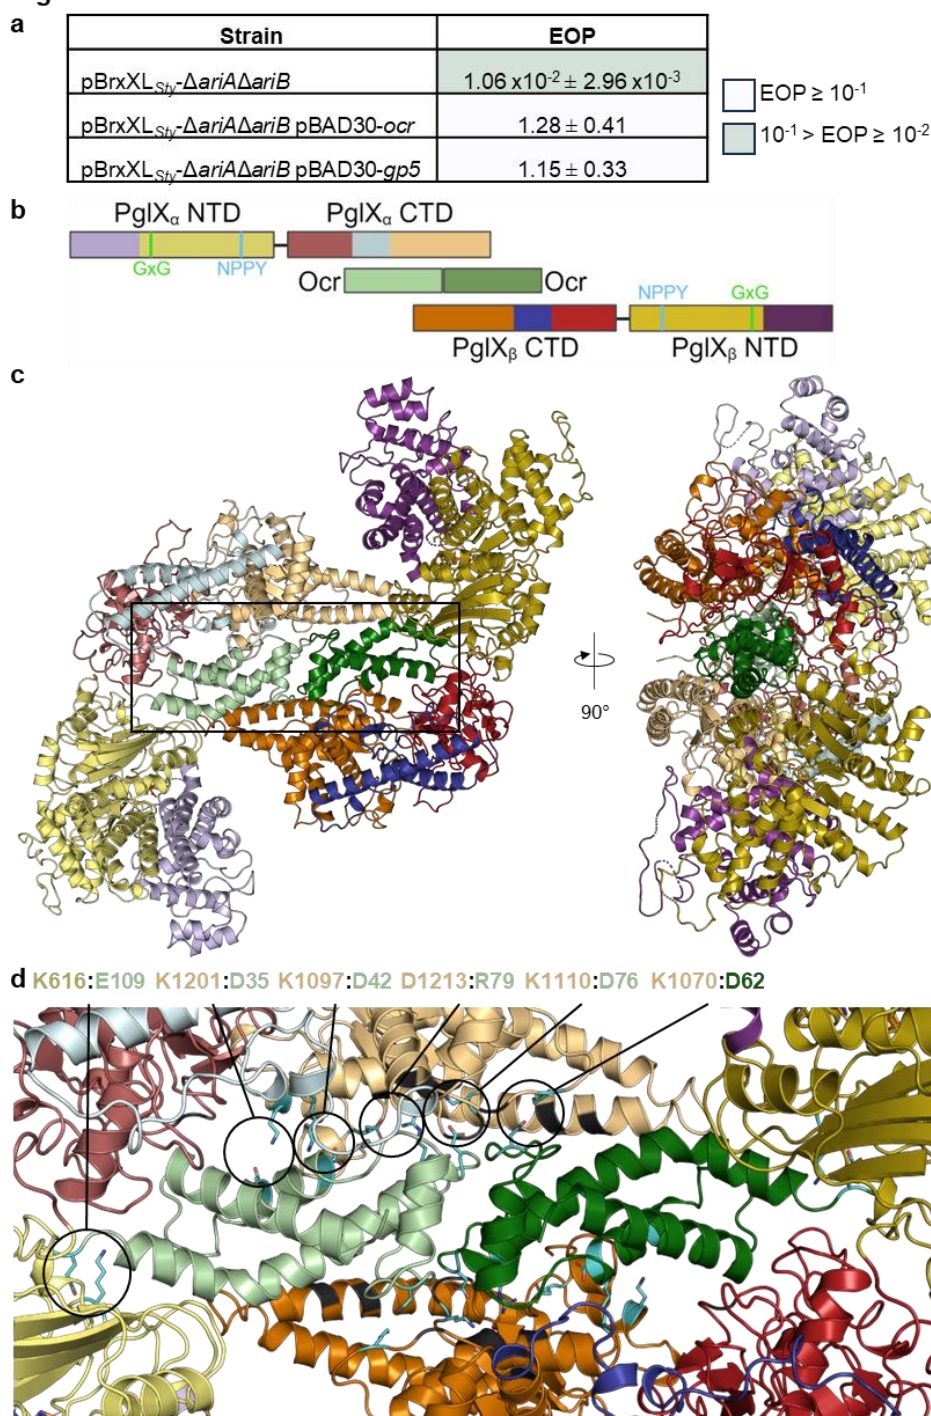 a
Strain EOP
pBrxXL_Sty-ΔariAΔariB 1.06 x10⁻² ± 2.96 x10⁻³
pBrxXL_Sty-ΔariAΔariB pBAD30-ocr 1.28 ± 0.41
pBrxXL_Sty-ΔariAΔariB pBAD30-gp5 1.15 ± 0.33
EOP ≥ 10⁻¹
10⁻¹ > EOP ≥ 10⁻²
b
PglXα NTD PglXα CTD
GxG NPPY
Ocr Ocr
NPPY GxG
PglXβ CTD PglXβ NTD
c
90°
d K616:E109 K1201:D35 K1097:D42 D1213:R79 K1110:D76 K1070:D62